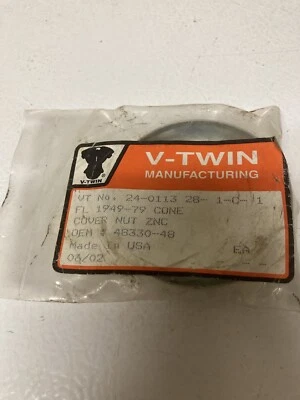 V-TWIN
V-TWIN
MANUFACTURING
VT No. 24-0113 28- 1-C- 1
FL 1949-79 CONE
COVER NUT ZNC
OEM # 48330-48
Made in USA EA
04/02